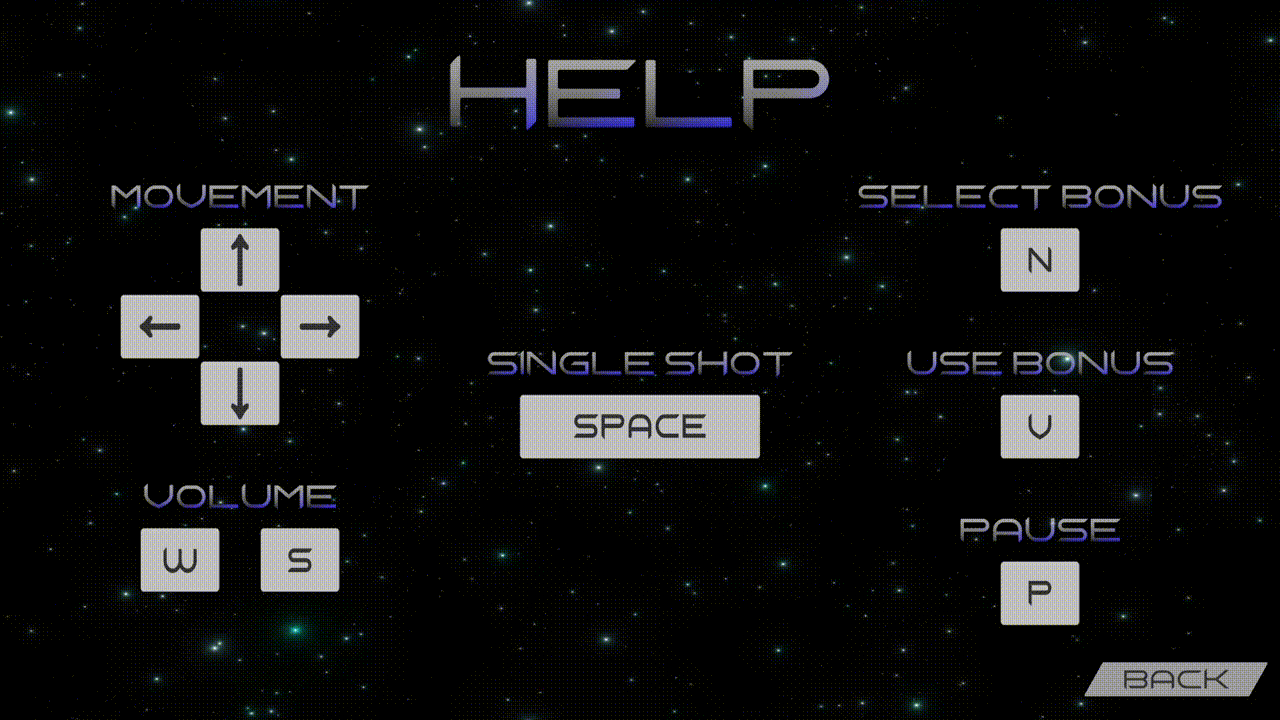 HELP
MOVEMENT
↑
← →
↓
VOLUME
W S
SINGLE SHOT
SPACE
SELECT BONUS
N
USE BONUS
V
PAUSE
P
BACK